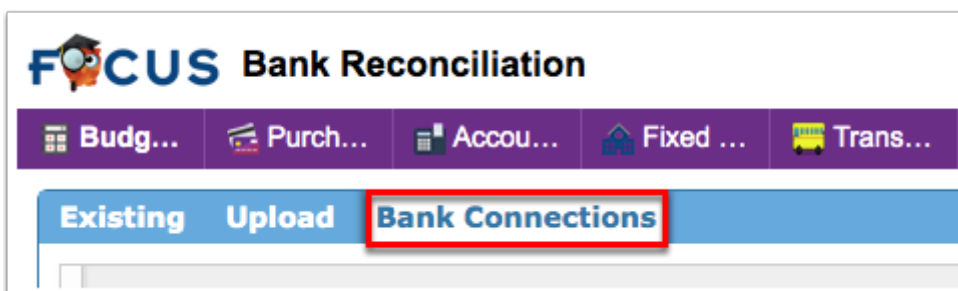 FOCUS Bank Reconciliation
Budg... Purch... Accou... Fixed ... Trans...
Existing Upload Bank Connections